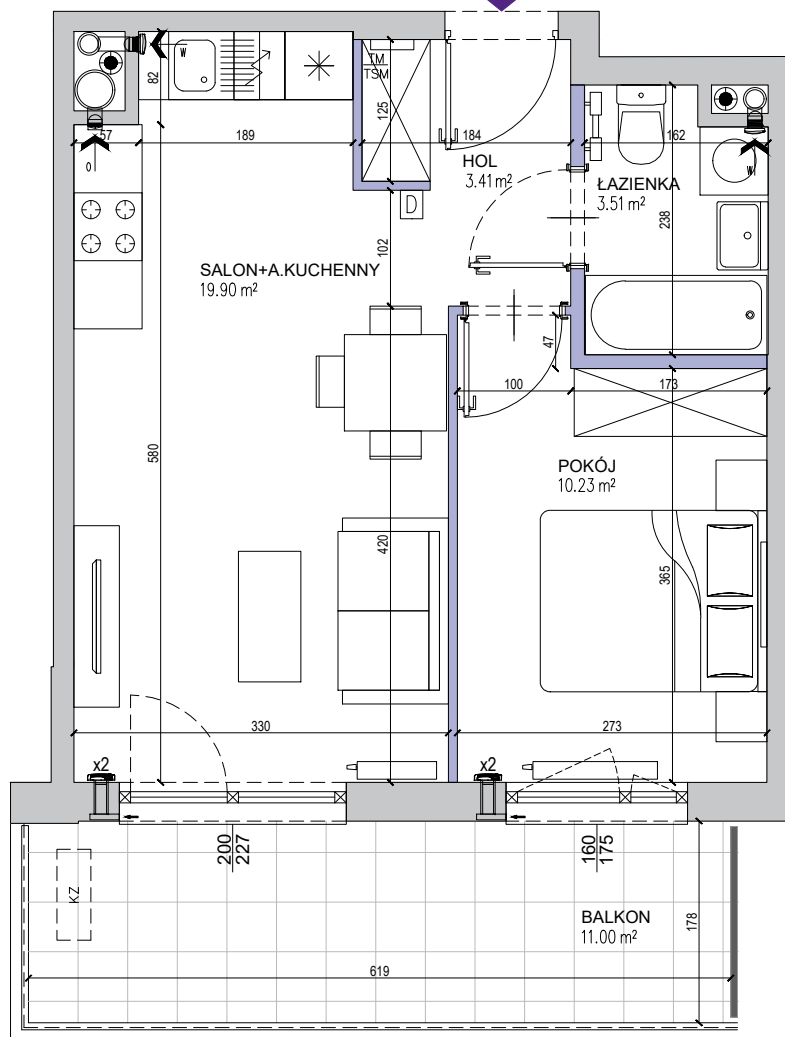 TM
TSM
W
82
125
57
189
184
162
0
W
HOL
3.41 m²
ŁAZIENKA
3.51 m²
D
102
238
SALON+A.KUCHENNY
19.90 m²
47
100
173
580
POKÓJ
10.23 m²
420
365
330
273
x2
x2
200
227
160
175
KZ
BALKON
11.00 m²
178
619